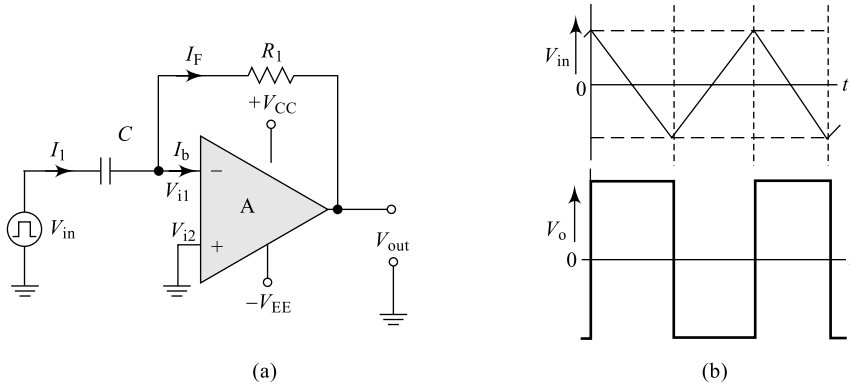 I_F
R_1
+V_CC
C
I_1
I_b
−
V_i1
A
V_in
V_i2
+
V_out
−V_EE
(a)
V_in
0
t
V_o
0
(b)